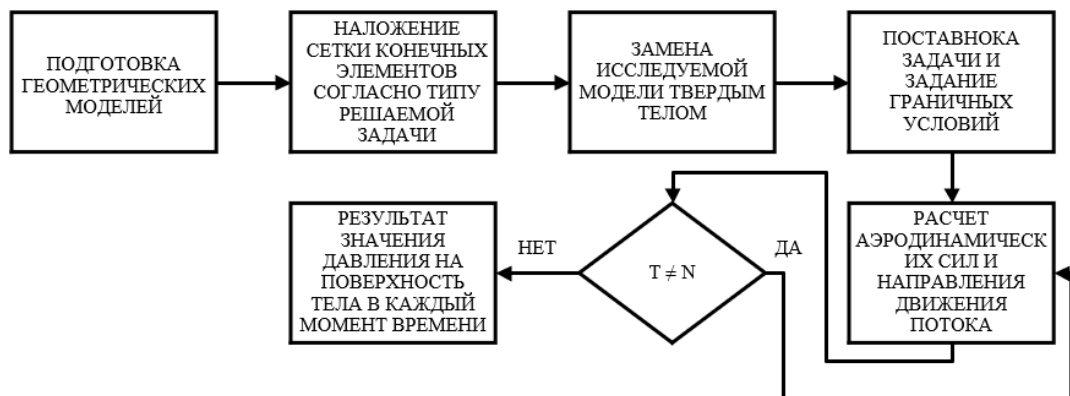 ПОДГОТОВКА
ГЕОМЕТРИЧЕСКИХ
МОДЕЛЕЙ
НАЛОЖЕНИЕ
СЕТКИ КОНЕЧНЫХ
ЭЛЕМЕНТОВ
СОГЛАСНО ТИПУ
РЕШАЕМОЙ
ЗАДАЧИ
ЗАМЕНА
ИССЛЕДУЕМОЙ
МОДЕЛИ ТВЕРДЫМ
ТЕЛОМ
ПОСТАВНОКА
ЗАДАЧИ И
ЗАДАНИЕ
ГРАНИЧНЫХ
УСЛОВИЙ
РАСЧЕТ
АЭРОДИНАМИЧЕСК
ИХ СИЛ И
НАПРАВЛЕНИЯ
ДВИЖЕНИЯ
ПОТОКА
ДА
T ≠ N
НЕТ
РЕЗУЛЬТАТ
ЗНАЧЕНИЯ
ДАВЛЕНИЯ НА
ПОВЕРХНОСТЬ
ТЕЛА В КАЖДЫЙ
МОМЕНТ ВРЕМЕНИ